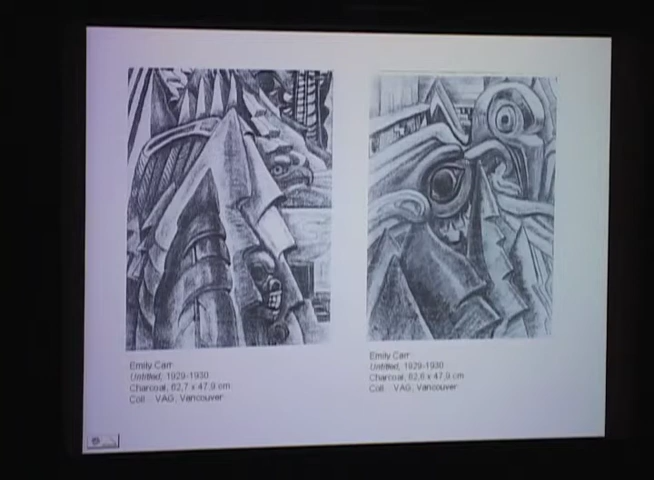 Emily Carr
Untitled, 1929-1930
Charcoal, 62,7 x 47,9 cm
Coll. VAG, Vancouver
Emily Carr
Untitled, 1929-1930
Charcoal, 62,6 x 47,9 cm
Coll. VAG, Vancouver